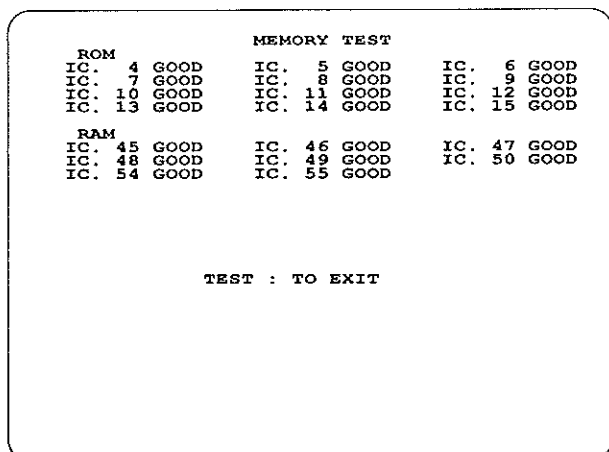 MEMORY TEST
ROM
IC. 4 GOOD IC. 5 GOOD IC. 6 GOOD
IC. 7 GOOD IC. 8 GOOD IC. 9 GOOD
IC. 10 GOOD IC. 11 GOOD IC. 12 GOOD
IC. 13 GOOD IC. 14 GOOD IC. 15 GOOD
RAM
IC. 45 GOOD IC. 46 GOOD IC. 47 GOOD
IC. 48 GOOD IC. 49 GOOD IC. 50 GOOD
IC. 54 GOOD IC. 55 GOOD
TEST : TO EXIT